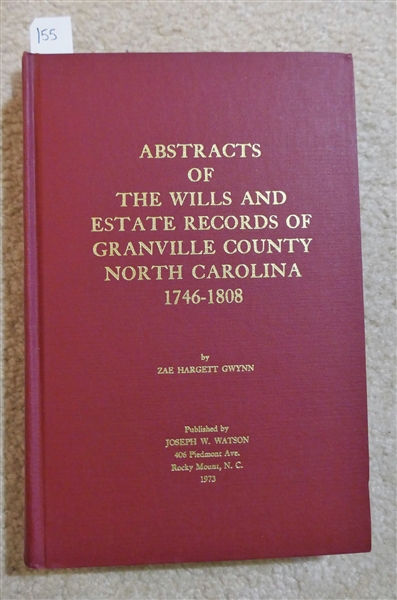 155
ABSTRACTS
OF
THE WILLS AND
ESTATE RECORDS OF
GRANVILLE COUNTY
NORTH CAROLINA
1746-1808
by
ZAE HARGETT GWYNN
Published by
JOSEPH W. WATSON
406 Piedmont Ave.
Rocky Mount, N. C.
1973